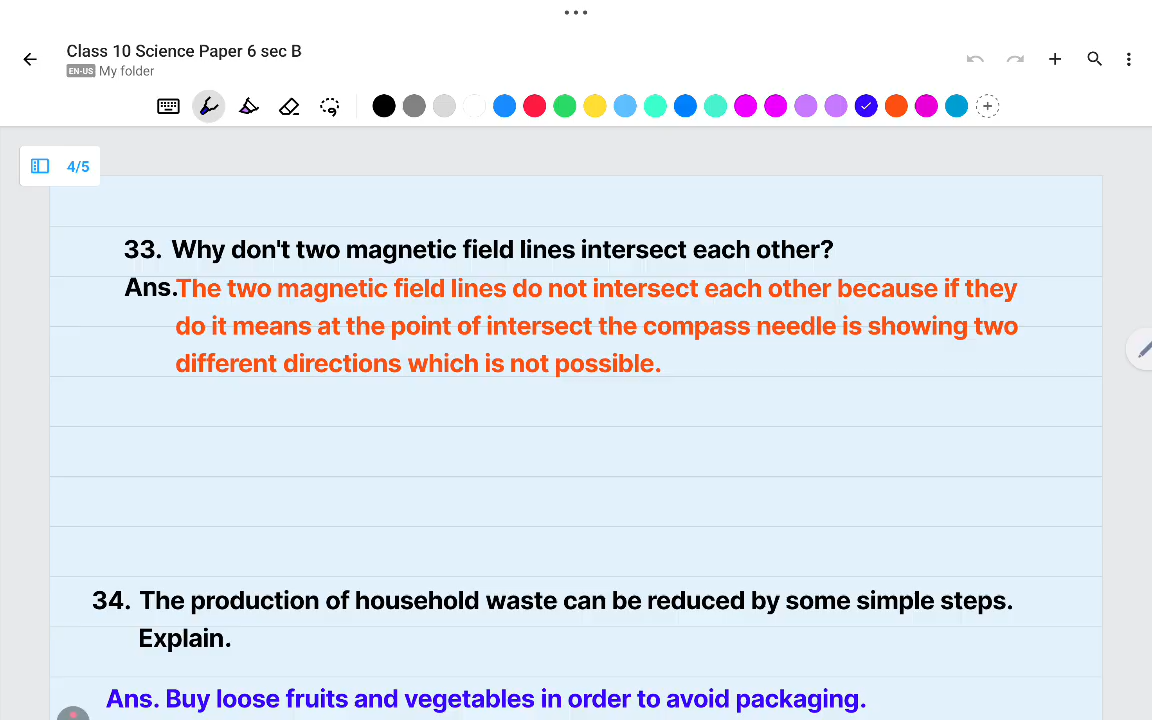 Class 10 Science Paper 6 sec B
EN-US My folder
4/5
33. Why don't two magnetic field lines intersect each other?
Ans.The two magnetic field lines do not intersect each other because if they
do it means at the point of intersect the compass needle is showing two
different directions which is not possible.
34. The production of household waste can be reduced by some simple steps.
Explain.
Ans. Buy loose fruits and vegetables in order to avoid packaging.